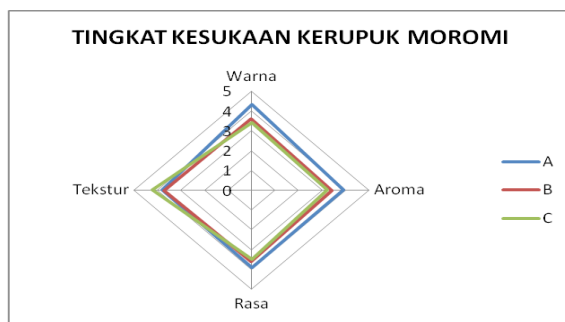 TINGKAT KESUKAAN KERUPUK MOROMI
Warna
5
4
3
2
1
0
Tekstur
Aroma
Rasa
A
B
C